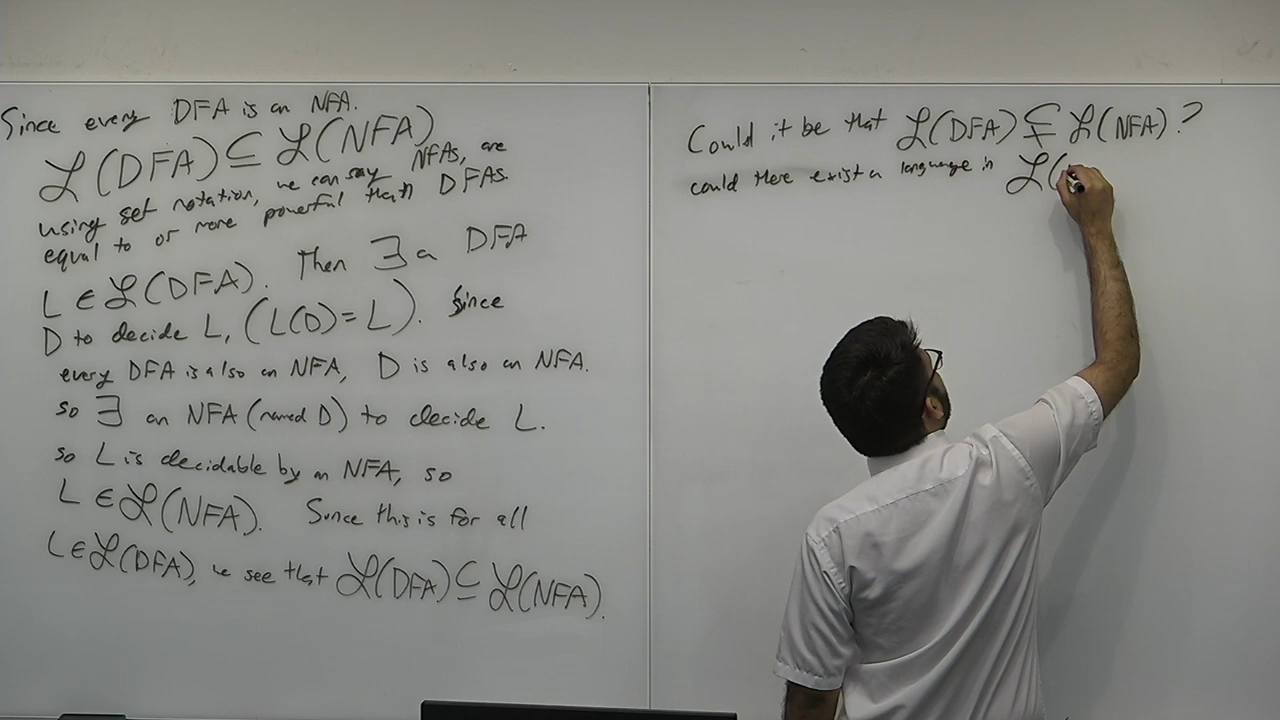 Since every DFA is an NFA.
ℒ(DFA) ⊆ ℒ(NFA)
using set notation, we can say NFAs, are
equal to or more powerful than DFAs.
L ∈ ℒ(DFA). Then ∃ a DFA
D to decide L, (L(D) = L). Since
every DFA is also an NFA, D is also an NFA.
so ∃ an NFA (named D) to decide L.
so L is decidable by an NFA, so
L ∈ ℒ(NFA). Since this is for all
L ∈ ℒ(DFA), we see that ℒ(DFA) ⊆ ℒ(NFA).
Could it be that ℒ(DFA) ⊊ ℒ(NFA)?
could there exist a language in ℒ(